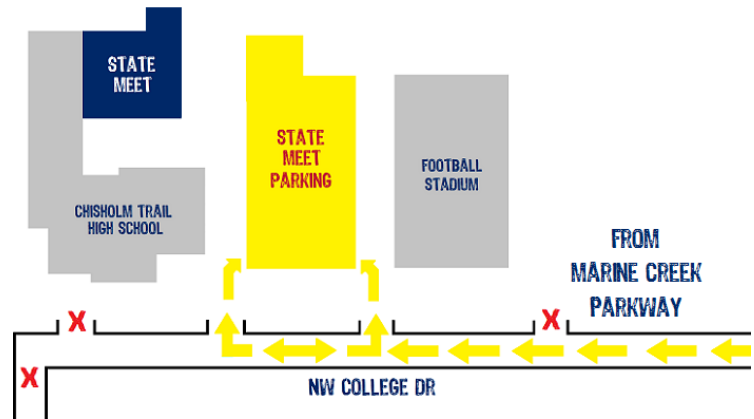 STATE
MEET
STATE
MEET
PARKING
FOOTBALL
STADIUM
CHISHOLM TRAIL
HIGH SCHOOL
FROM
MARINE CREEK
PARKWAY
X
X
X
NW COLLEGE DR